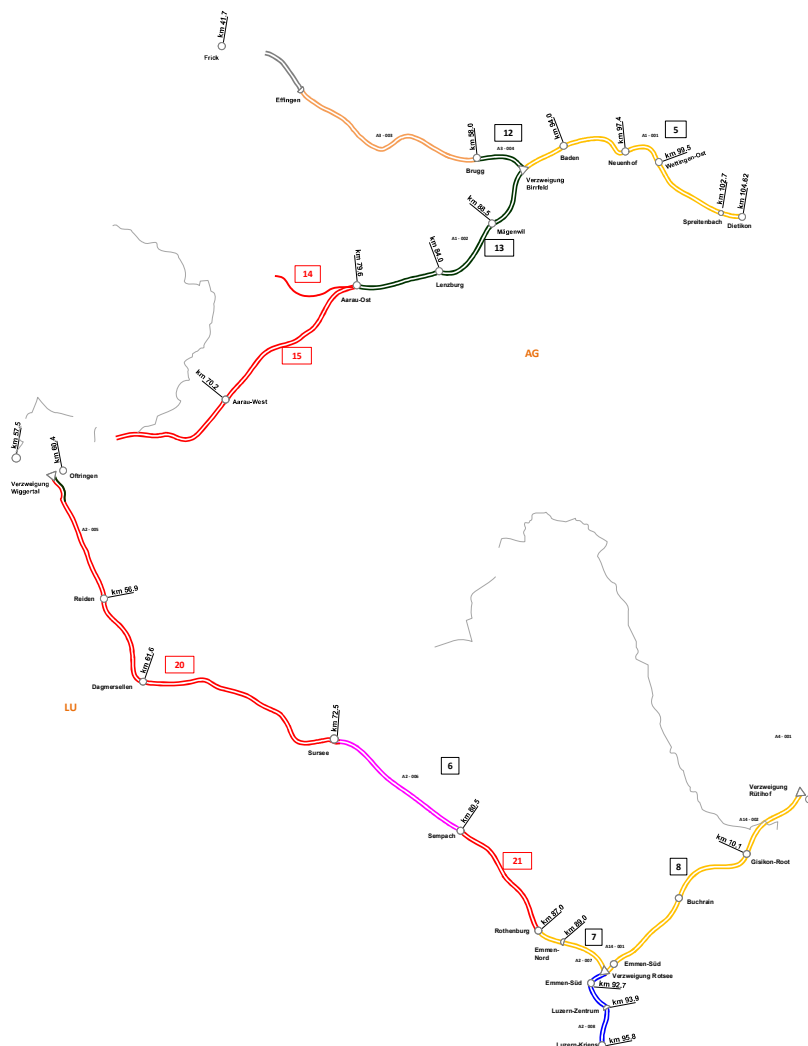 km 41.7
Frick
Effingen
A3 - 003
km 58.0
12
A3 - 004
Brugg
Verzweigung
Birrfeld
km 94.0
Baden
km 97.4
Neuenhof
A1 - 001
5
km 99.5
Wettingen-Ost
km 102.7
Spreitenbach
km 104.62
Dietikon
km 88.5
Mägenwil
A1 - 002
13
km 84.0
Lenzburg
km 79.6
Aarau-Ost
14
15
AG
km 70.2
Aarau-West
km 57.5
km 60.4
Oftringen
Verzweigung
Wiggertal
A2 - 005
Reiden
km 56.9
km 61.6
Dagmersellen
20
LU
km 72.5
Sursee
6
A2 - 006
km 80.5
Sempach
21
A4 - 001
Verzweigung
Rütihof
A14 - 002
km 10.1
Gisikon-Root
8
Buchrain
km 87.0
Rothenburg
km 89.0
Emmen-
Nord
7
A14 - 001
A2 - 007
Emmen-Süd
Verzweigung Rotsee
Emmen-Süd
km 92.7
km 93.9
Luzern-Zentrum
A2 - 008
km 95.8
Luzern-Kriens